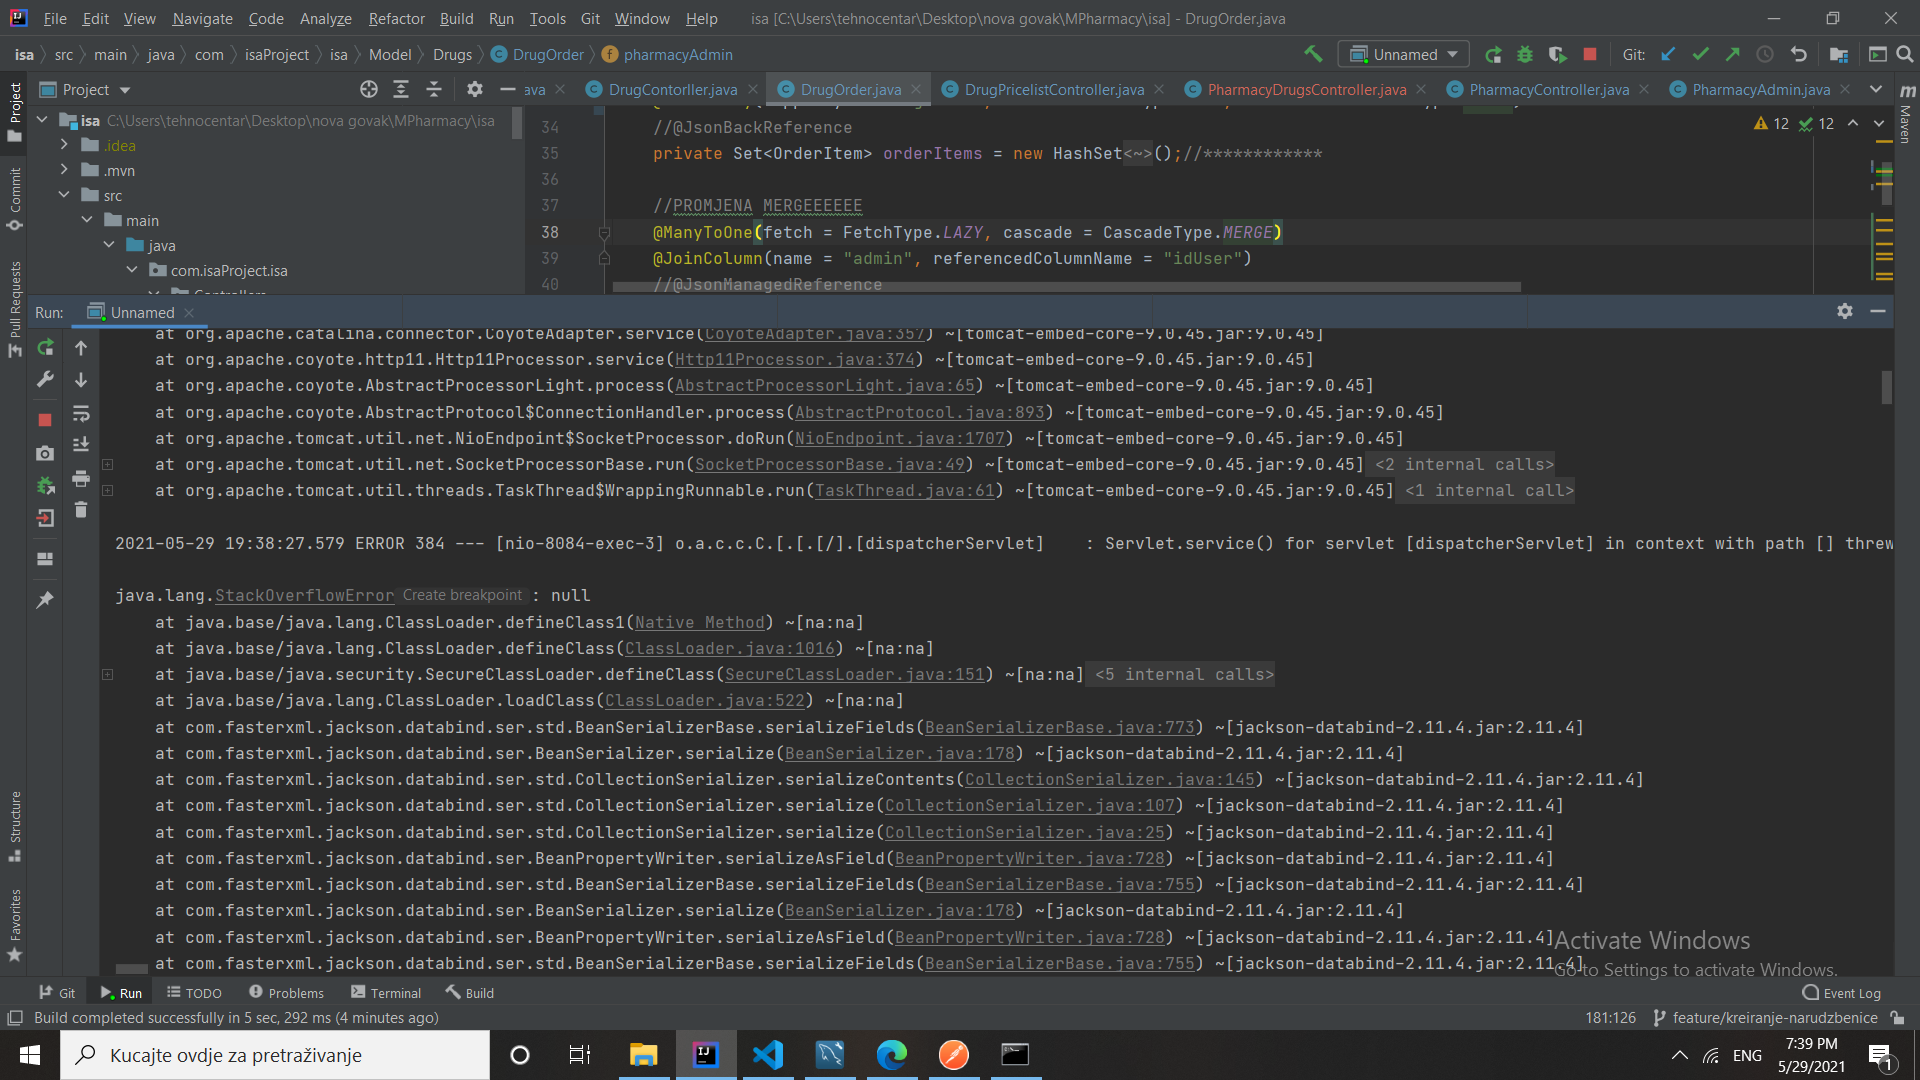 File Edit View Navigate Code Analyze Refactor Build Run Tools Git Window Help isa [C:\Users\tehnocentar\Desktop\nova govak\MPharmacy\isa] - DrugOrder.java
isa src main java com isaProject isa Model Drugs DrugOrder pharmacyAdmin Unnamed Git:
Project ava DrugContorller.java DrugOrder.java DrugPricelistController.java PharmacyDrugsController.java PharmacyController.java PharmacyAdmin.java
Project
Commit
Pull Requests
Structure
Favorites
Maven
isa C:\Users\tehnocentar\Desktop\nova govak\MPharmacy\isa
.idea
.mvn
src
main
java
com.isaProject.isa
12 12
34 //@JsonBackReference
35 private Set<OrderItem> orderItems = new HashSet<~>();//************
36
37 //PROMJENA MERGEEEEEE
38 @ManyToOne(fetch = FetchType.LAZY, cascade = CascadeType.MERGE)
39 @JoinColumn(name = "admin", referencedColumnName = "idUser")
40 //@JsonManagedReference
Run: Unnamed
at org.apache.catalina.connector.CoyoteAdapter.service(CoyoteAdapter.java:357) ~[tomcat-embed-core-9.0.45.jar:9.0.45]
at org.apache.coyote.http11.Http11Processor.service(Http11Processor.java:374) ~[tomcat-embed-core-9.0.45.jar:9.0.45]
at org.apache.coyote.AbstractProcessorLight.process(AbstractProcessorLight.java:65) ~[tomcat-embed-core-9.0.45.jar:9.0.45]
at org.apache.coyote.AbstractProtocol$ConnectionHandler.process(AbstractProtocol.java:893) ~[tomcat-embed-core-9.0.45.jar:9.0.45]
at org.apache.tomcat.util.net.NioEndpoint$SocketProcessor.doRun(NioEndpoint.java:1707) ~[tomcat-embed-core-9.0.45.jar:9.0.45]
at org.apache.tomcat.util.net.SocketProcessorBase.run(SocketProcessorBase.java:49) ~[tomcat-embed-core-9.0.45.jar:9.0.45] <2 internal calls>
at org.apache.tomcat.util.threads.TaskThread$WrappingRunnable.run(TaskThread.java:61) ~[tomcat-embed-core-9.0.45.jar:9.0.45] <1 internal call>
2021-05-29 19:38:27.579 ERROR 384 --- [nio-8084-exec-3] o.a.c.c.C.[.[.[/].[dispatcherServlet] : Servlet.service() for servlet [dispatcherServlet] in context with path [] threw
java.lang.StackOverflowError Create breakpoint : null
at java.base/java.lang.ClassLoader.defineClass1(Native Method) ~[na:na]
at java.base/java.lang.ClassLoader.defineClass(ClassLoader.java:1016) ~[na:na]
at java.base/java.security.SecureClassLoader.defineClass(SecureClassLoader.java:151) ~[na:na] <5 internal calls>
at java.base/java.lang.ClassLoader.loadClass(ClassLoader.java:522) ~[na:na]
at com.fasterxml.jackson.databind.ser.std.BeanSerializerBase.serializeFields(BeanSerializerBase.java:773) ~[jackson-databind-2.11.4.jar:2.11.4]
at com.fasterxml.jackson.databind.ser.BeanSerializer.serialize(BeanSerializer.java:178) ~[jackson-databind-2.11.4.jar:2.11.4]
at com.fasterxml.jackson.databind.ser.std.CollectionSerializer.serializeContents(CollectionSerializer.java:145) ~[jackson-databind-2.11.4.jar:2.11.4]
at com.fasterxml.jackson.databind.ser.std.CollectionSerializer.serialize(CollectionSerializer.java:107) ~[jackson-databind-2.11.4.jar:2.11.4]
at com.fasterxml.jackson.databind.ser.std.CollectionSerializer.serialize(CollectionSerializer.java:25) ~[jackson-databind-2.11.4.jar:2.11.4]
at com.fasterxml.jackson.databind.ser.BeanPropertyWriter.serializeAsField(BeanPropertyWriter.java:728) ~[jackson-databind-2.11.4.jar:2.11.4]
at com.fasterxml.jackson.databind.ser.std.BeanSerializerBase.serializeFields(BeanSerializerBase.java:755) ~[jackson-databind-2.11.4.jar:2.11.4]
at com.fasterxml.jackson.databind.ser.BeanSerializer.serialize(BeanSerializer.java:178) ~[jackson-databind-2.11.4.jar:2.11.4]
at com.fasterxml.jackson.databind.ser.BeanPropertyWriter.serializeAsField(BeanPropertyWriter.java:728) ~[jackson-databind-2.11.4.jar:2.11.4]
at com.fasterxml.jackson.databind.ser.std.BeanSerializerBase.serializeFields(BeanSerializerBase.java:755) ~[jackson-databind-2.11.4.jar:2.11.4]
Activate Windows
Go to Settings to activate Windows.
Git Run TODO Problems Terminal Build Event Log
Build completed successfully in 5 sec, 292 ms (4 minutes ago) 181:126 feature/kreiranje-narudzbenice
Kucajte ovdje za pretraživanje ENG 7:39 PM
5/29/2021 1